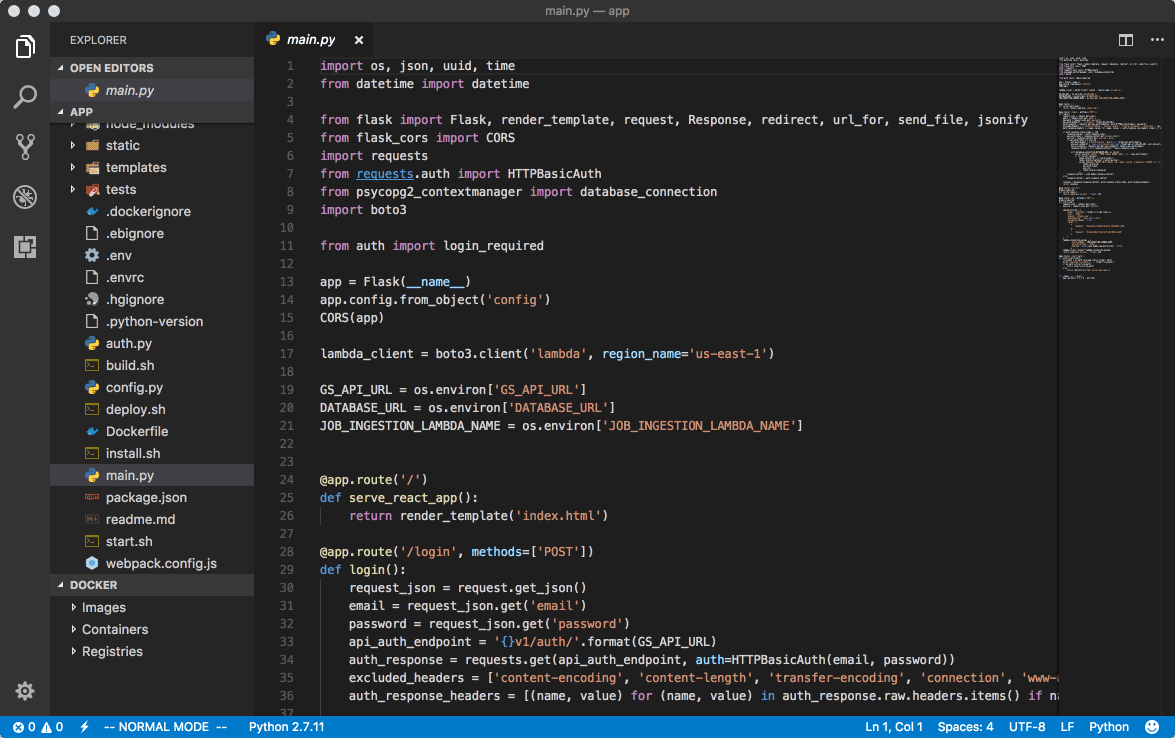 main.py — app
EXPLORER
OPEN EDITORS
main.py
APP
node_modules
static
templates
tests
.dockerignore
.ebignore
.env
.envrc
.hgignore
.python-version
auth.py
build.sh
config.py
deploy.sh
Dockerfile
install.sh
main.py
package.json
readme.md
start.sh
webpack.config.js
DOCKER
Images
Containers
Registries
main.py ×
1 import os, json, uuid, time
2 from datetime import datetime
3
4 from flask import Flask, render_template, request, Response, redirect, url_for, send_file, jsonify
5 from flask_cors import CORS
6 import requests
7 from requests.auth import HTTPBasicAuth
8 from psycopg2_contextmanager import database_connection
9 import boto3
10
11 from auth import login_required
12
13 app = Flask(__name__)
14 app.config.from_object('config')
15 CORS(app)
16
17 lambda_client = boto3.client('lambda', region_name='us-east-1')
18
19 GS_API_URL = os.environ['GS_API_URL']
20 DATABASE_URL = os.environ['DATABASE_URL']
21 JOB_INGESTION_LAMBDA_NAME = os.environ['JOB_INGESTION_LAMBDA_NAME']
22
23
24 @app.route('/')
25 def serve_react_app():
26     return render_template('index.html')
27
28 @app.route('/login', methods=['POST'])
29 def login():
30     request_json = request.get_json()
31     email = request_json.get('email')
32     password = request_json.get('password')
33     api_auth_endpoint = '{}v1/auth/'.format(GS_API_URL)
34     auth_response = requests.get(api_auth_endpoint, auth=HTTPBasicAuth(email, password))
35     excluded_headers = ['content-encoding', 'content-length', 'transfer-encoding', 'connection', 'www-a
36     auth_response_headers = [(name, value) for (name, value) in auth_response.raw.headers.items() if na
37
0 0 -- NORMAL MODE -- Python 2.7.11 Ln 1, Col 1 Spaces: 4 UTF-8 LF Python